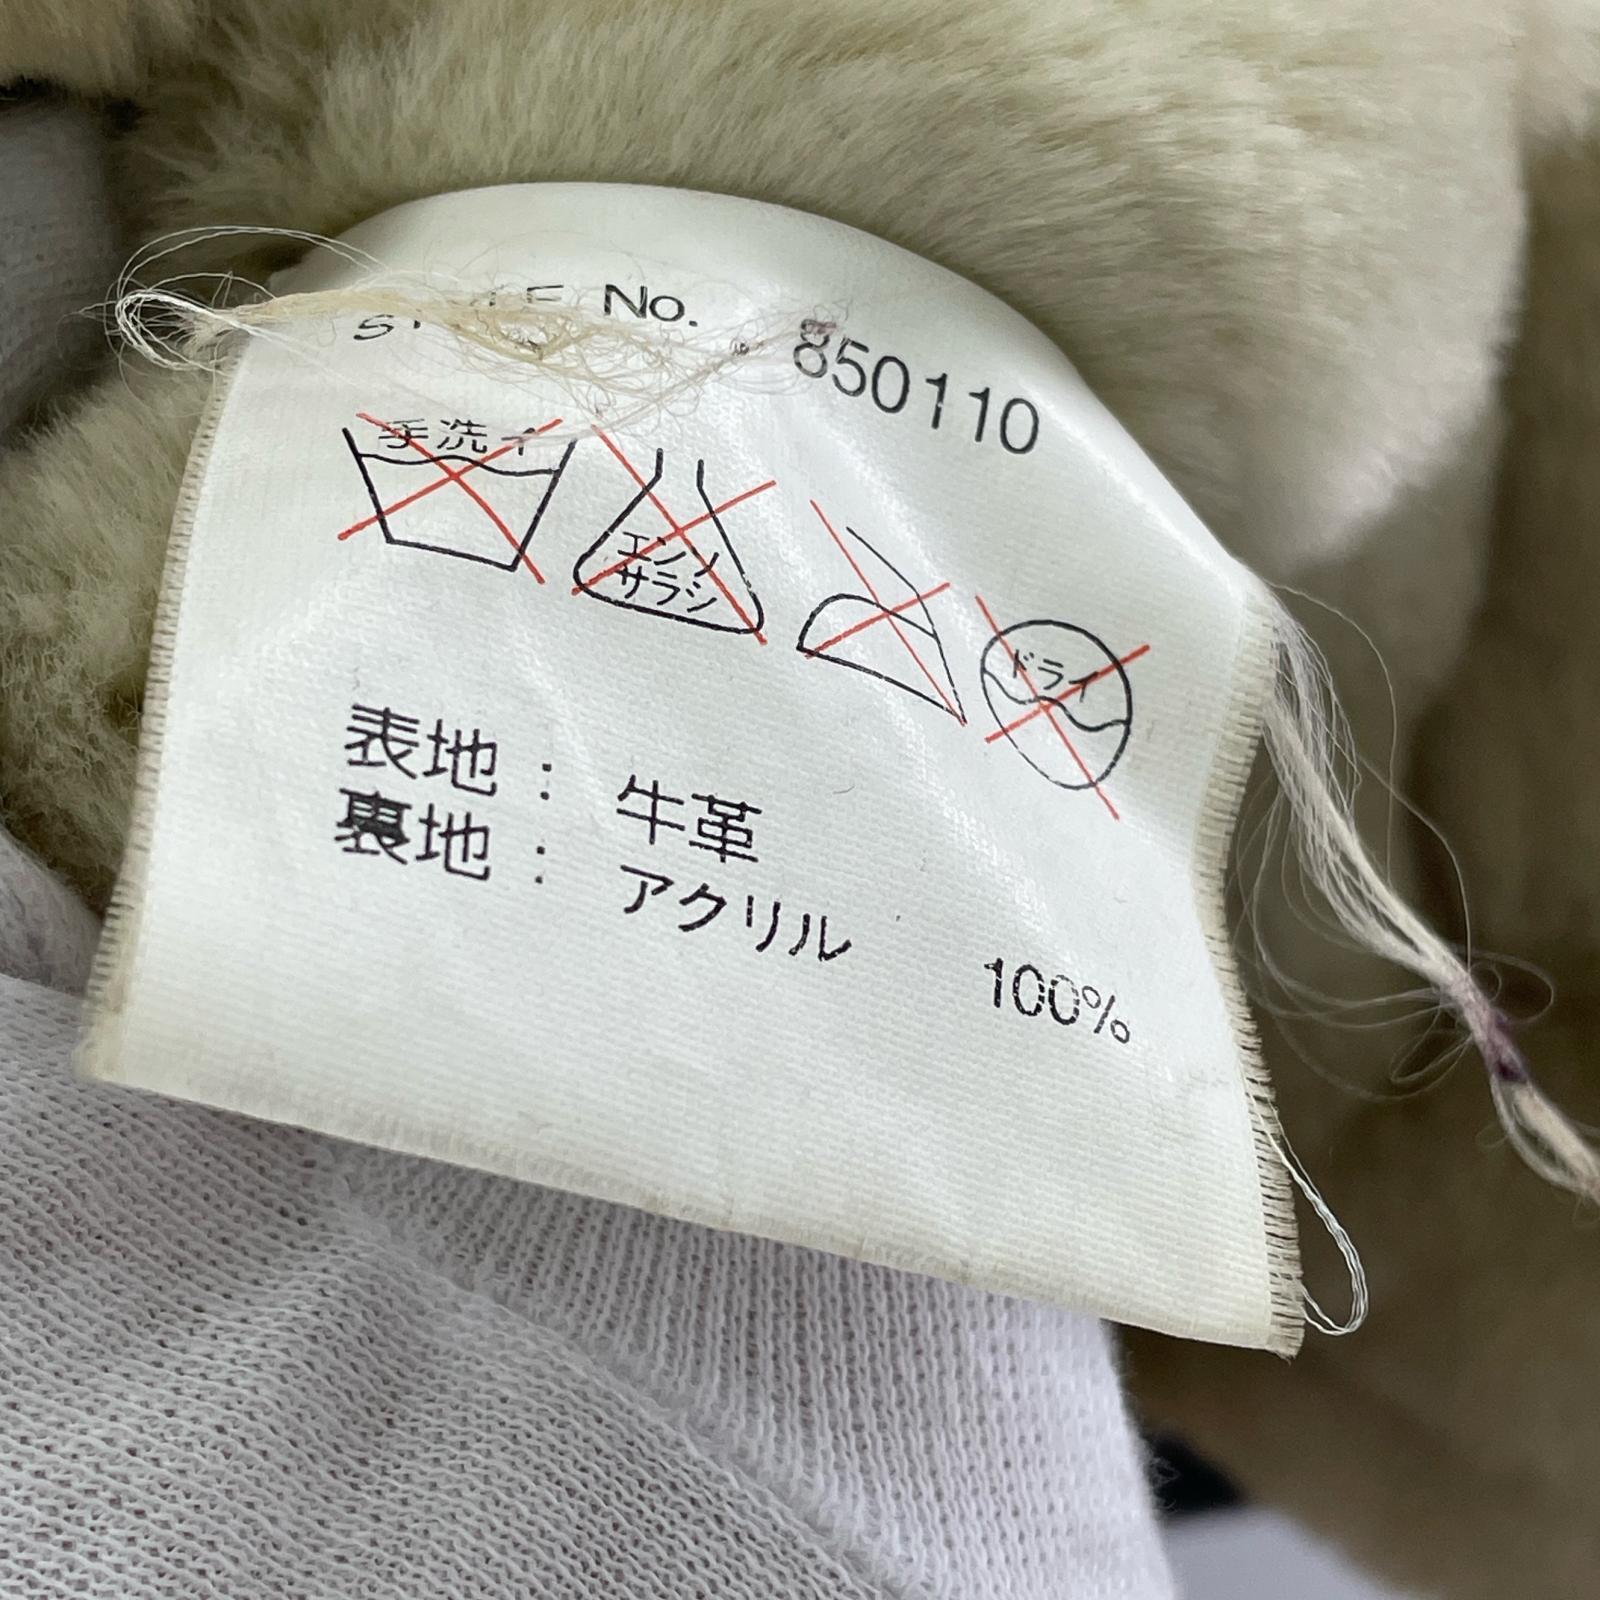 STYLE No. 850110
手洗イ
エンソ
サラシ
ドライ
表地 : 牛革
裏地 : アクリル 100%